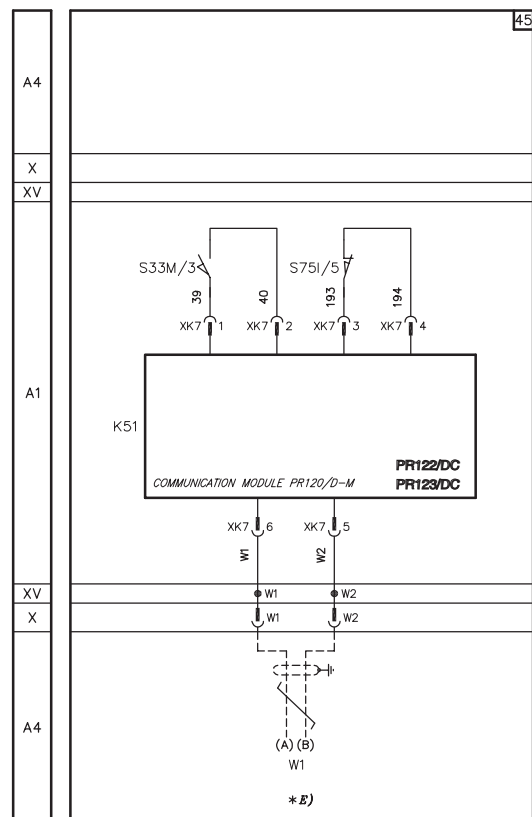 45
A4
X
XV
S33M/3 S75I/5
39 40 193 194
XK7 1 XK7 2 XK7 3 XK7 4
A1
K51
PR122/DC
COMMUNICATION MODULE PR120/D-M PR123/DC
XK7 6 XK7 5
W1 W2
XV W1 W2
X W1 W2
A4
(A) (B)
W1
*E)